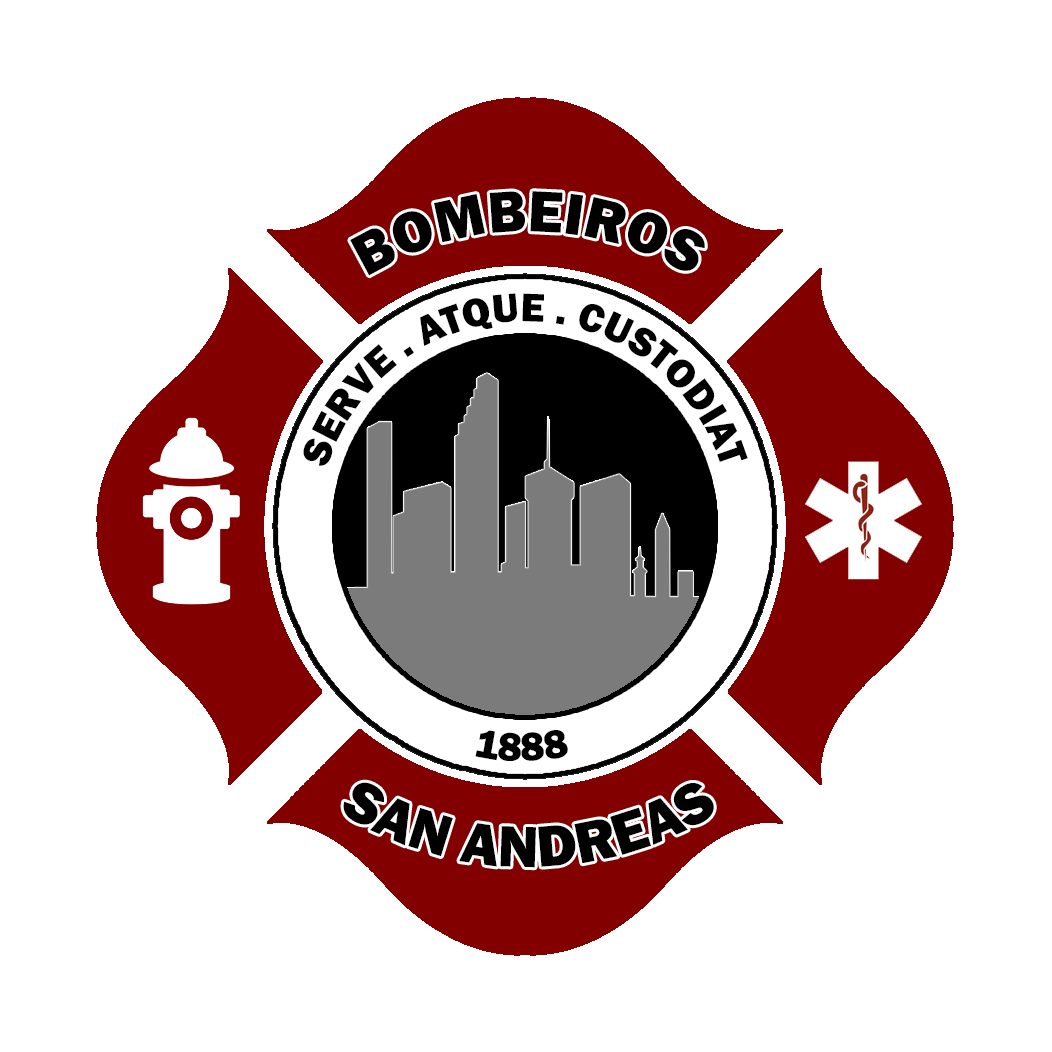 BOMBEIROS
SERVE . ATQUE . CUSTODIAT
1888
SAN ANDREAS